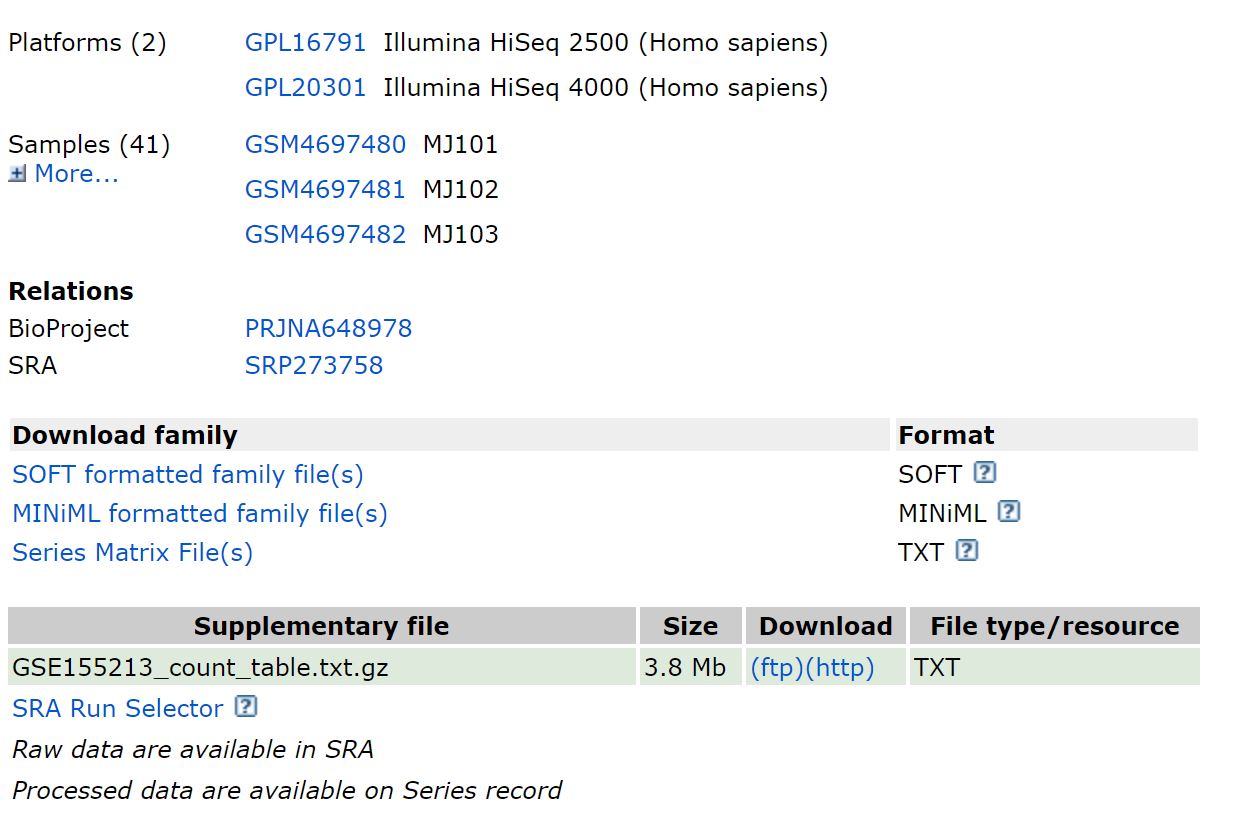 Platforms (2) GPL16791 Illumina HiSeq 2500 (Homo sapiens)
GPL20301 Illumina HiSeq 4000 (Homo sapiens)
Samples (41) GSM4697480 MJ101
More...
GSM4697481 MJ102
GSM4697482 MJ103
Relations
BioProject PRJNA648978
SRA SRP273758
Download family Format
SOFT formatted family file(s) SOFT ?
MINiML formatted family file(s) MINiML ?
Series Matrix File(s) TXT ?
Supplementary file Size Download File type/resource
GSE155213_count_table.txt.gz 3.8 Mb (ftp)(http) TXT
SRA Run Selector ?
Raw data are available in SRA
Processed data are available on Series record